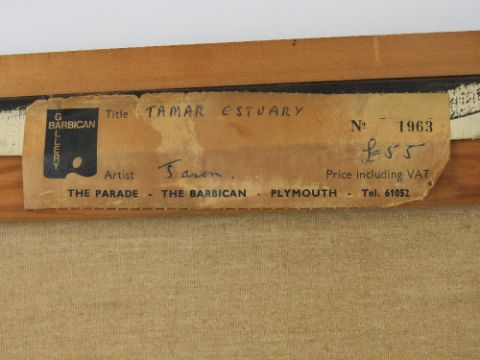 GALLERY
BARBICAN
Title TAMAR ESTUARY
Nº 1963
£55
Artist
Price including VAT
THE PARADE - THE BARBICAN - PLYMOUTH - Tel. 61052